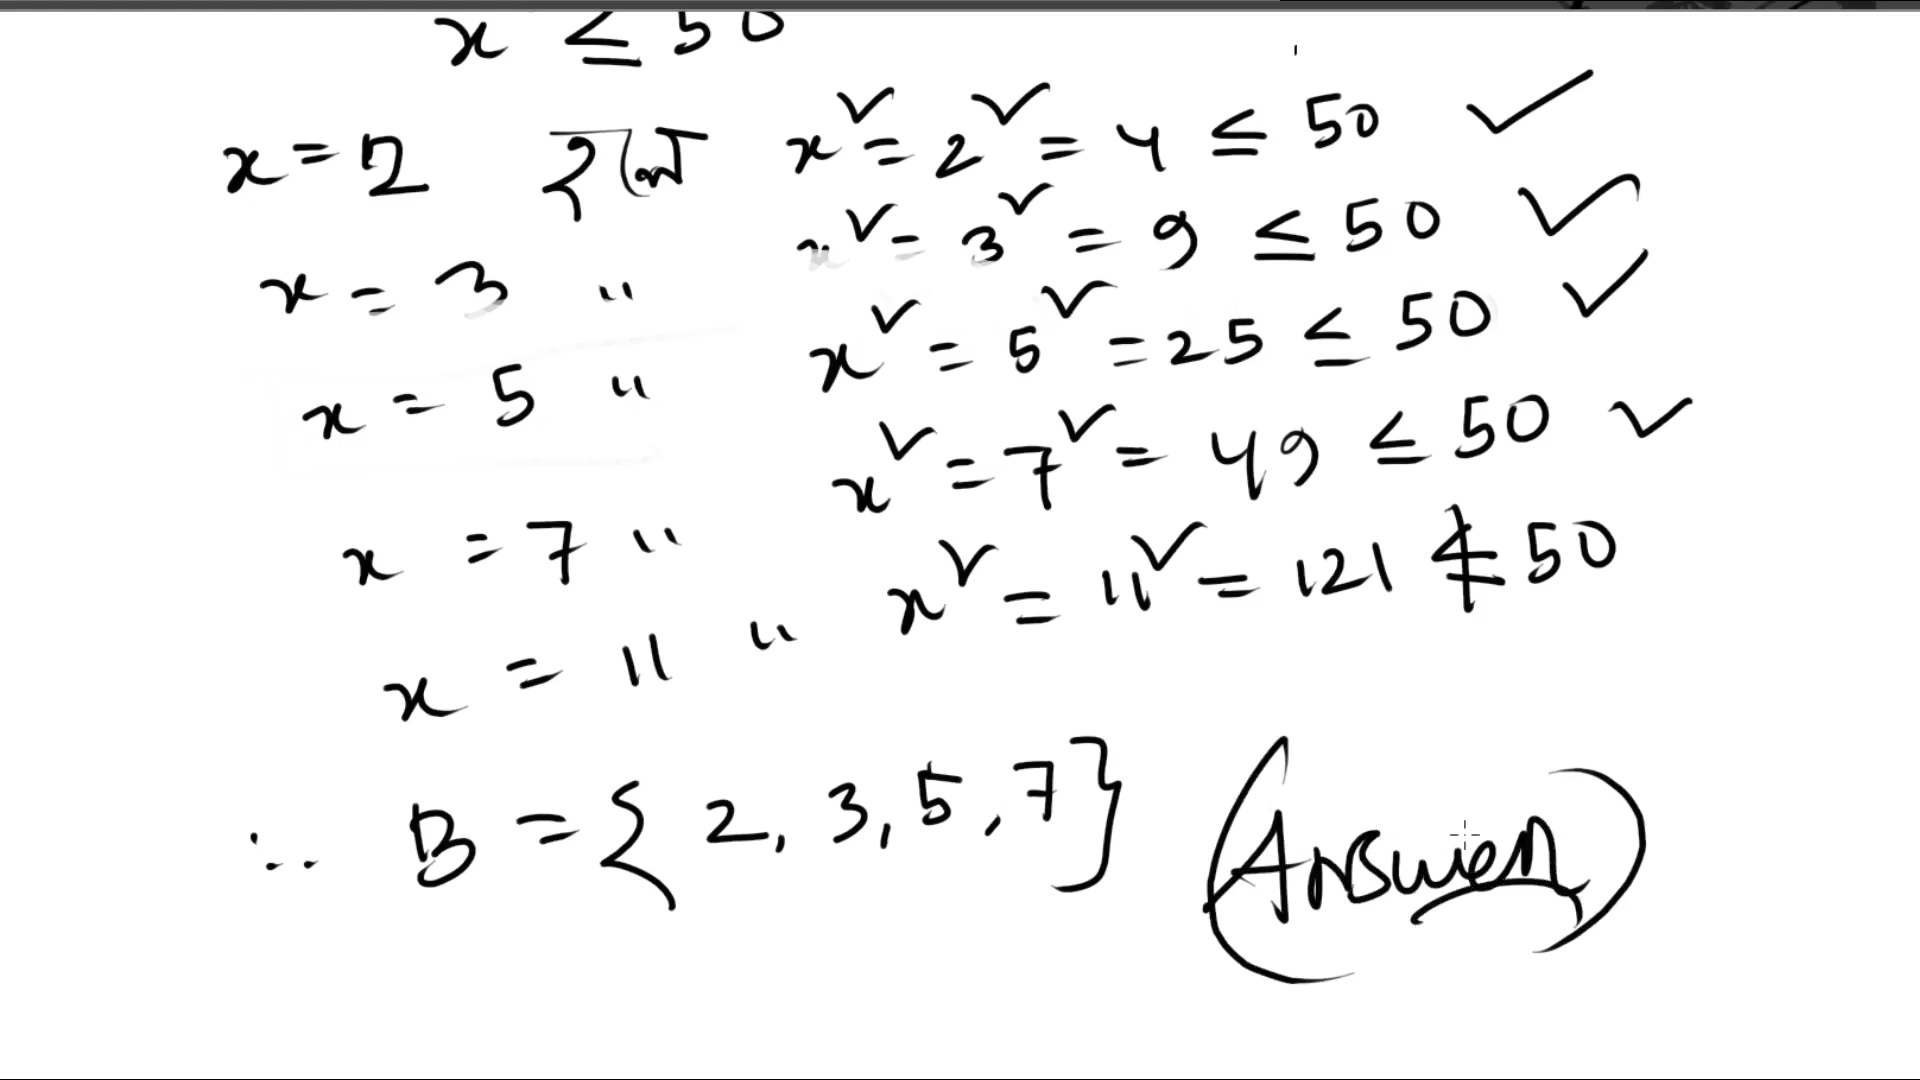 x ≤ 50
x = 2 হলে x² = 2² = 4 ≤ 50 ✓
x = 3 " x² = 3² = 9 ≤ 50 ✓
x = 5 " x² = 5² = 25 ≤ 50 ✓
x = 7 " x² = 7² = 49 ≤ 50 ✓
x = 11 " x² = 11² = 121 ≰ 50
∴ B = { 2, 3, 5, 7 } (Answer)